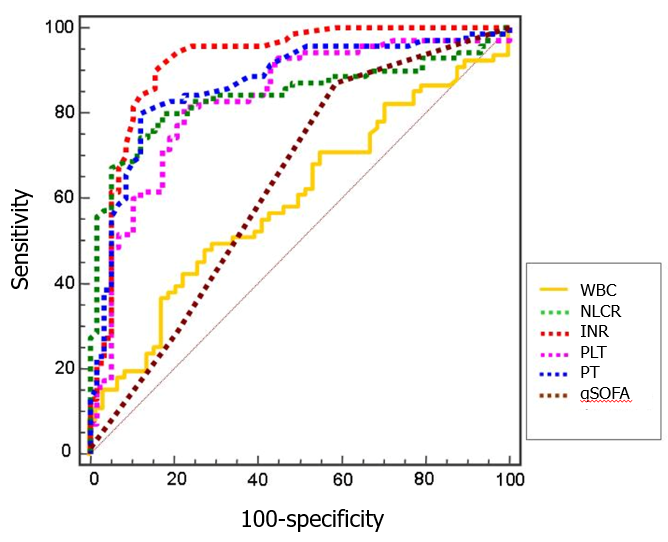 100
80
60
40
20
0
Sensitivity
0 20 40 60 80 100
100-specificity
WBC
NLCR
INR
PLT
PT
qSOFA